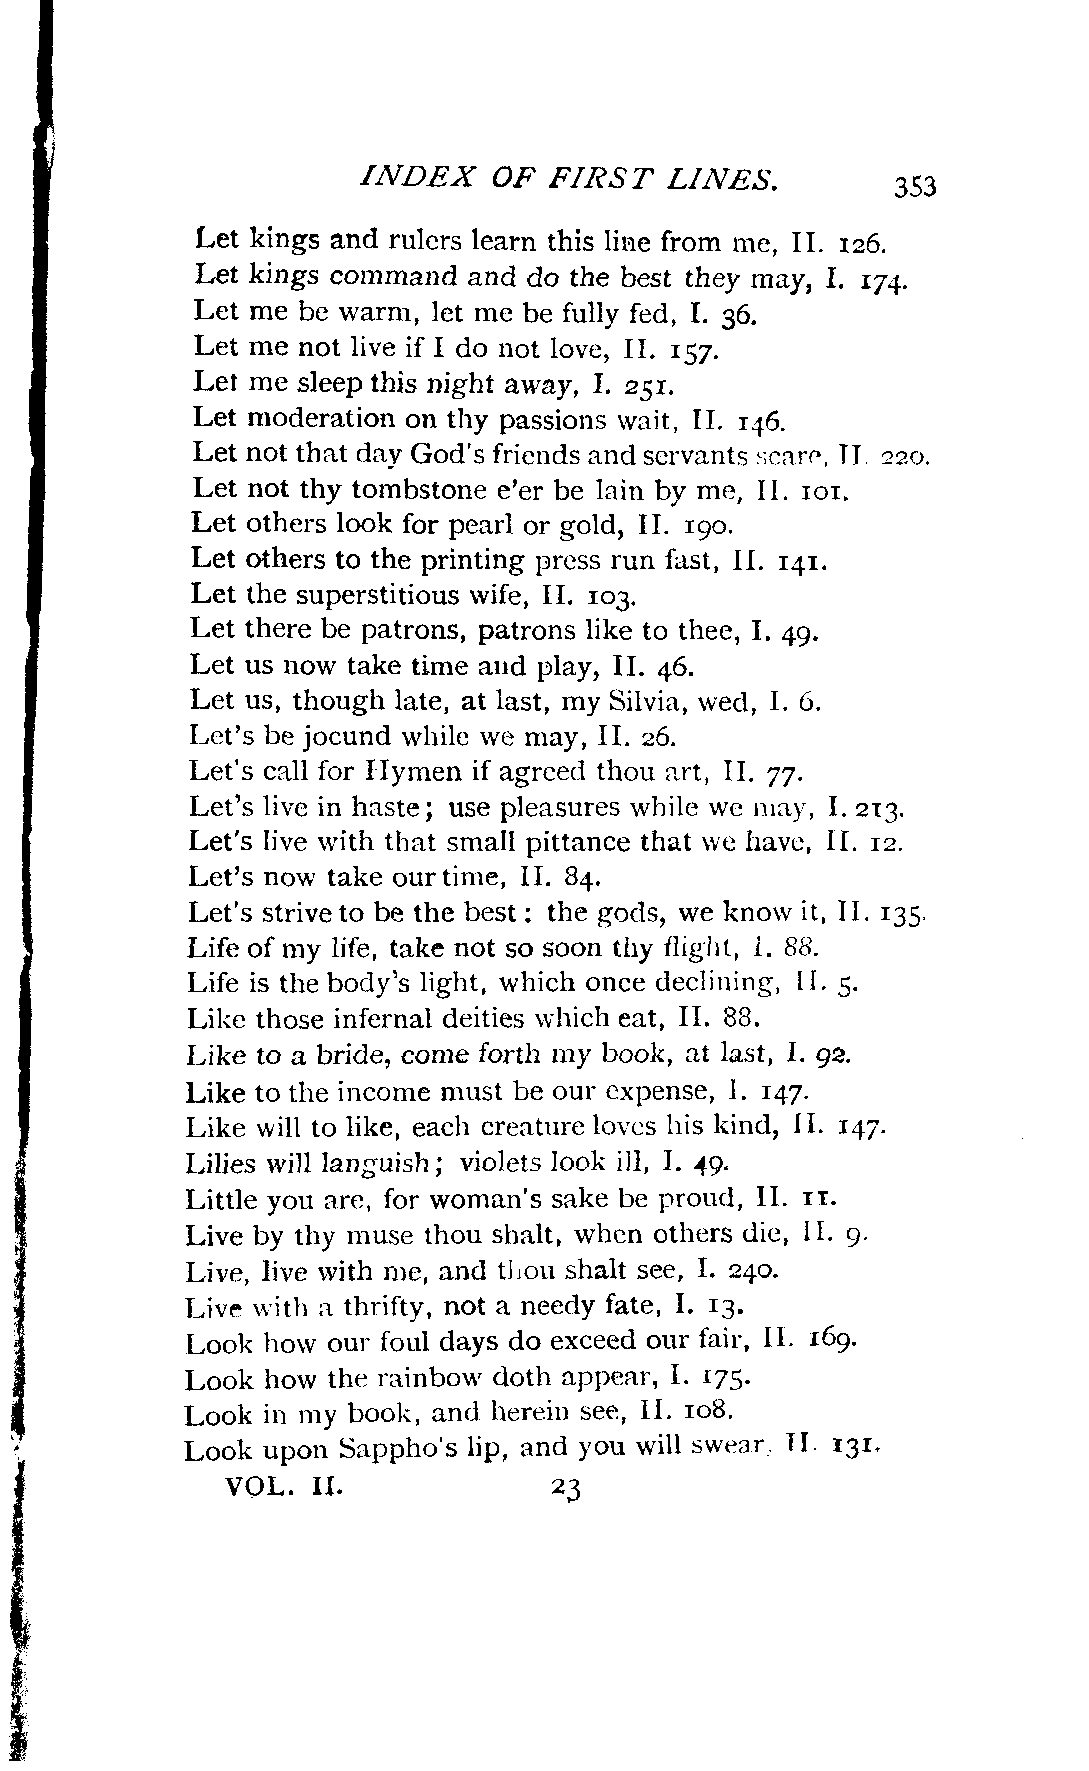 INDEX OF FIRST LINES. 353
Let kings and rulers learn this line from me, II. 126.
Let kings command and do the best they may, I. 174.
Let me be warm, let me be fully fed, I. 36.
Let me not live if I do not love, II. 157.
Let me sleep this night away, I. 251.
Let moderation on thy passions wait, II. 146.
Let not that day God's friends and servants scare, II. 220.
Let not thy tombstone e'er be lain by me, II. 101.
Let others look for pearl or gold, II. 190.
Let others to the printing press run fast, II. 141.
Let the superstitious wife, II. 103.
Let there be patrons, patrons like to thee, I. 49.
Let us now take time and play, II. 46.
Let us, though late, at last, my Silvia, wed, I. 6.
Let's be jocund while we may, II. 26.
Let's call for Hymen if agreed thou art, II. 77.
Let's live in haste; use pleasures while we may, I. 213.
Let's live with that small pittance that we have, II. 12.
Let's now take our time, II. 84.
Let's strive to be the best: the gods, we know it, II. 135.
Life of my life, take not so soon thy flight, I. 88.
Life is the body's light, which once declining, II. 5.
Like those infernal deities which eat, II. 88.
Like to a bride, come forth my book, at last, I. 92.
Like to the income must be our expense, I. 147.
Like will to like, each creature loves his kind, II. 147.
Lilies will languish; violets look ill, I. 49.
Little you are, for woman's sake be proud, II. 11.
Live by thy muse thou shalt, when others die, II. 9.
Live, live with me, and thou shalt see, I. 240.
Live with a thrifty, not a needy fate, I. 13.
Look how our foul days do exceed our fair, II. 169.
Look how the rainbow doth appear, I. 175.
Look in my book, and herein see, II. 108.
Look upon Sappho's lip, and you will swear, II. 131.
VOL. II. 23